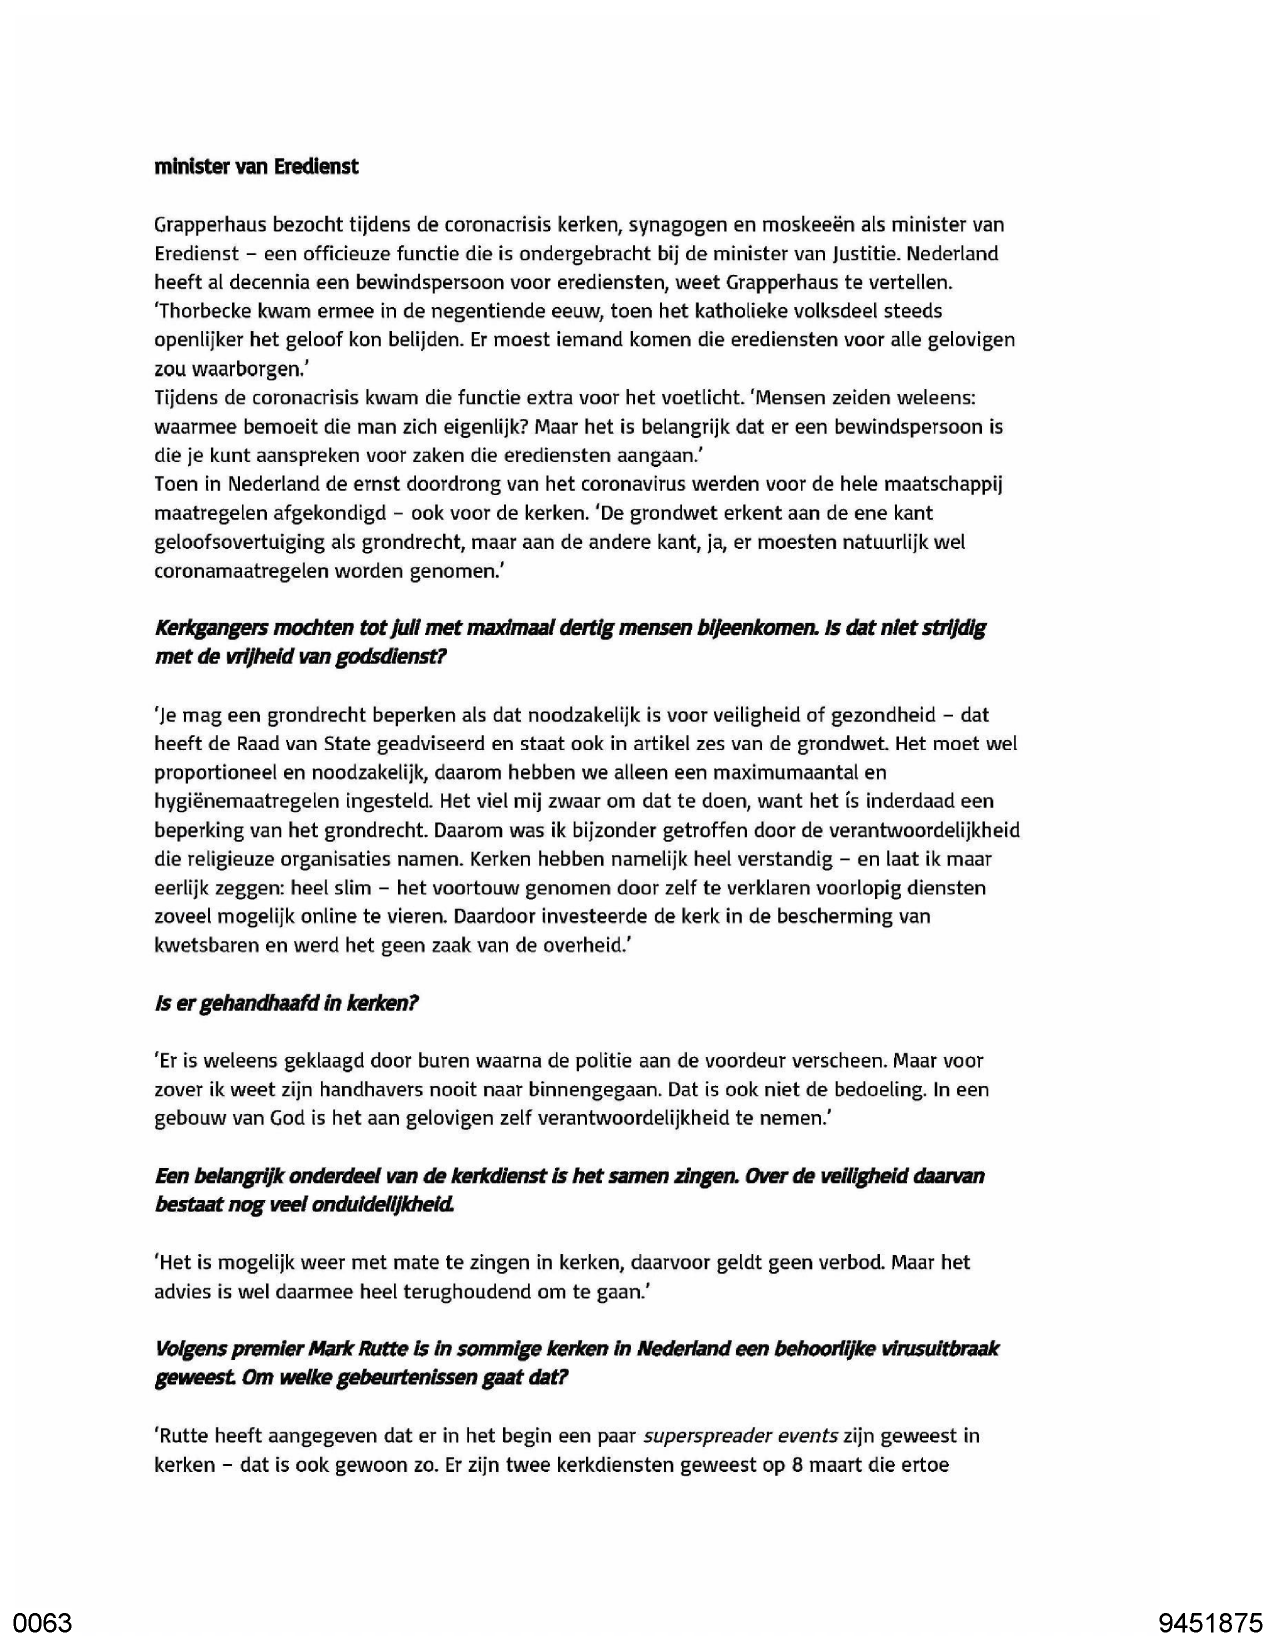 minister van Eredienst
Grapperhaus bezocht tijdens de coronacrisis kerken, synagogen en moskeeën als minister van
Eredienst – een officieuze functie die is ondergebracht bij de minister van Justitie. Nederland
heeft al decennia een bewindspersoon voor erediensten, weet Grapperhaus te vertellen.
‘Thorbecke kwam ermee in de negentiende eeuw, toen het katholieke volksdeel steeds
openlijker het geloof kon belijden. Er moest iemand komen die erediensten voor alle gelovigen
zou waarborgen.’
Tijdens de coronacrisis kwam die functie extra voor het voetlicht. ‘Mensen zeiden weleens:
waarmee bemoeit die man zich eigenlijk? Maar het is belangrijk dat er een bewindspersoon is
die je kunt aanspreken voor zaken die erediensten aangaan.’
Toen in Nederland de ernst doordrong van het coronavirus werden voor de hele maatschappij
maatregelen afgekondigd – ook voor de kerken. ‘De grondwet erkent aan de ene kant
geloofsovertuiging als grondrecht, maar aan de andere kant, ja, er moesten natuurlijk wel
coronamaatregelen worden genomen.’
Kerkgangers mochten tot juli met maximaal dertig mensen bijeenkomen. Is dat niet strijdig
met de vrijheid van godsdienst?
‘Je mag een grondrecht beperken als dat noodzakelijk is voor veiligheid of gezondheid – dat
heeft de Raad van State geadviseerd en staat ook in artikel zes van de grondwet. Het moet wel
proportioneel en noodzakelijk, daarom hebben we alleen een maximumaantal en
hygiënemaatregelen ingesteld. Het viel mij zwaar om dat te doen, want het ís inderdaad een
beperking van het grondrecht. Daarom was ik bijzonder getroffen door de verantwoordelijkheid
die religieuze organisaties namen. Kerken hebben namelijk heel verstandig – en laat ik maar
eerlijk zeggen: heel slim – het voortouw genomen door zelf te verklaren voorlopig diensten
zoveel mogelijk online te vieren. Daardoor investeerde de kerk in de bescherming van
kwetsbaren en werd het geen zaak van de overheid.’
Is er gehandhaafd in kerken?
‘Er is weleens geklaagd door buren waarna de politie aan de voordeur verscheen. Maar voor
zover ik weet zijn handhavers nooit naar binnengegaan. Dat is ook niet de bedoeling. In een
gebouw van God is het aan gelovigen zelf verantwoordelijkheid te nemen.’
Een belangrijk onderdeel van de kerkdienst is het samen zingen. Over de veiligheid daarvan
bestaat nog veel onduidelijkheid.
‘Het is mogelijk weer met mate te zingen in kerken, daarvoor geldt geen verbod. Maar het
advies is wel daarmee heel terughoudend om te gaan.’
Volgens premier Mark Rutte is in sommige kerken in Nederland een behoorlijke virusuitbraak
geweest. Om welke gebeurtenissen gaat dat?
‘Rutte heeft aangegeven dat er in het begin een paar superspreader events zijn geweest in
kerken – dat is ook gewoon zo. Er zijn twee kerkdiensten geweest op 8 maart die ertoe
0063
9451875